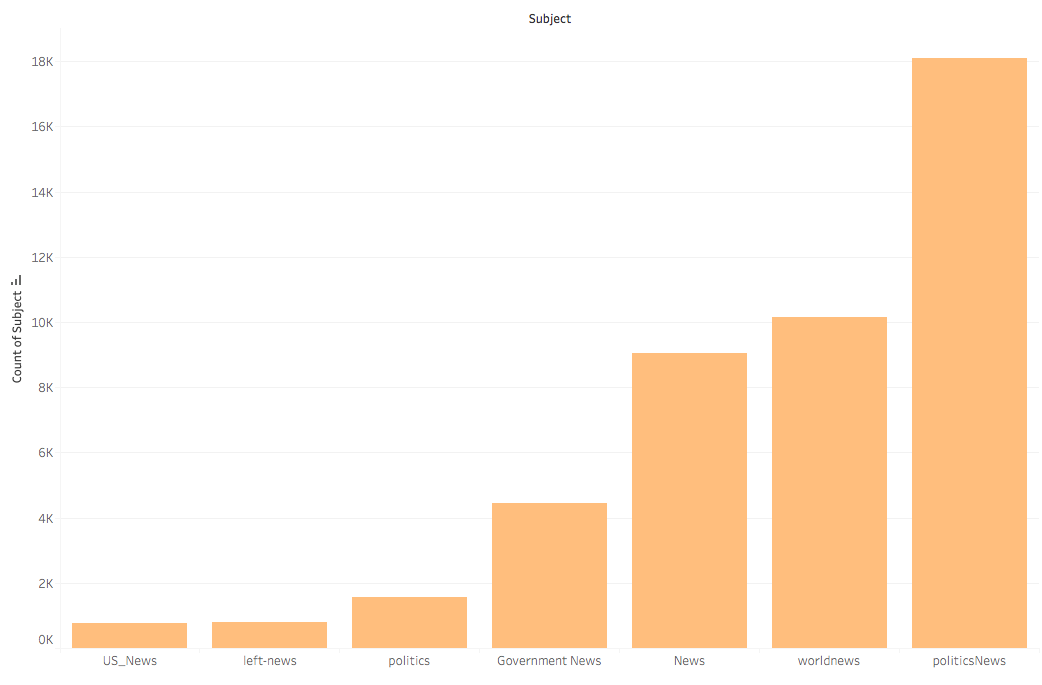 Subject
18K
16K
14K
12K
10K
8K
6K
4K
2K
0K
Count of Subject
US_News
left-news
politics
Government News
News
worldnews
politicsNews